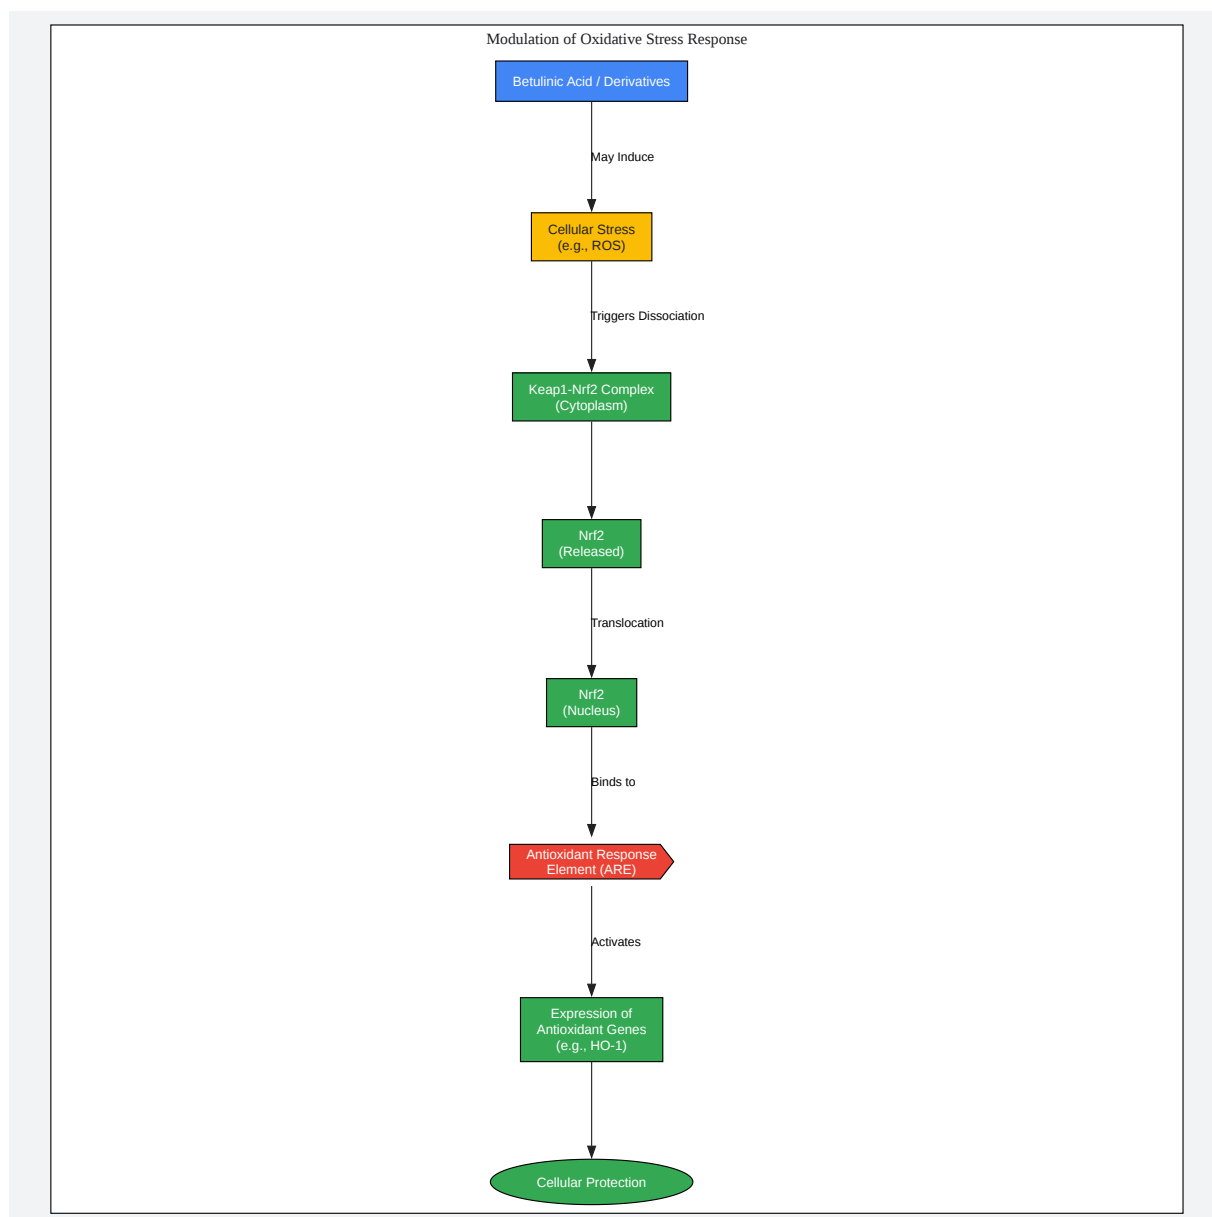 Modulation of Oxidative Stress Response
Betulinic Acid / Derivatives
May Induce
Cellular Stress
(e.g., ROS)
Triggers Dissociation
Keap1-Nrf2 Complex
(Cytoplasm)
Nrf2
(Released)
Translocation
Nrf2
(Nucleus)
Binds to
Antioxidant Response
Element (ARE)
Activates
Expression of
Antioxidant Genes
(e.g., HO-1)
Cellular Protection